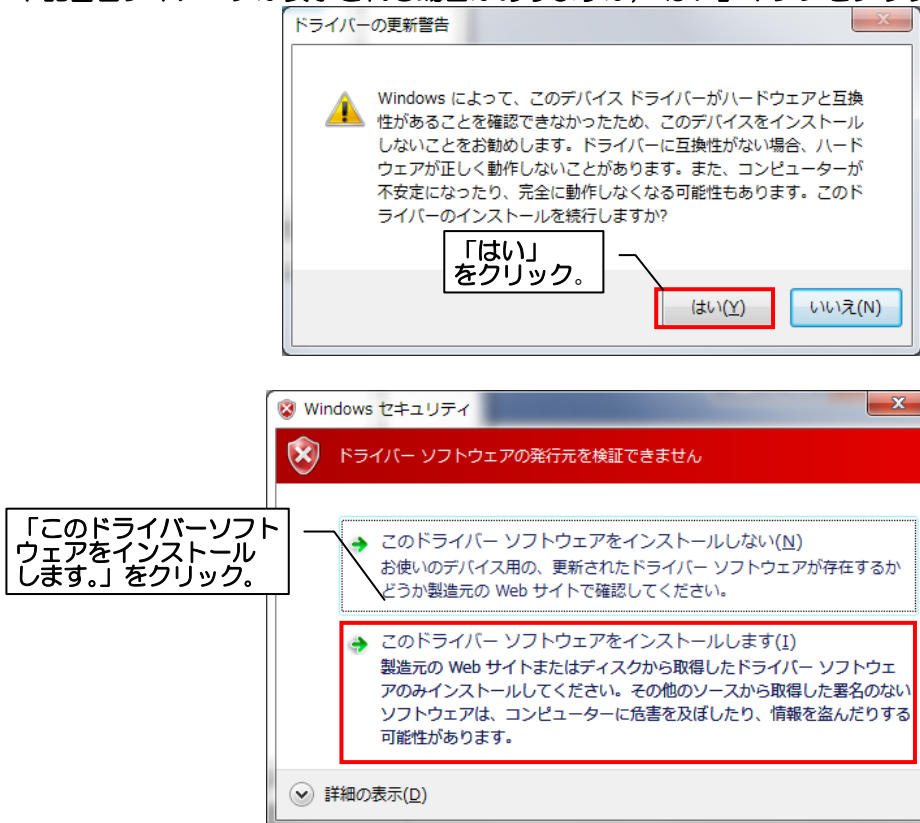 ドライバーの更新警告
Windows によって、このデバイス ドライバーがハードウェアと互換
性があることを確認できなかったため、このデバイスをインストール
しないことをお勧めします。ドライバーに互換性がない場合、ハード
ウェアが正しく動作しないことがあります。また、コンピューターが
不安定になったり、完全に動作しなくなる可能性もあります。このド
ライバーのインストールを続行しますか?
「はい」
をクリック。
はい(Y)
いいえ(N)
Windows セキュリティ
ドライバー ソフトウェアの発行元を検証できません
「このドライバーソフト
ウェアをインストール
します。」をクリック。
このドライバー ソフトウェアをインストールしない(N)
お使いのデバイス用の、更新されたドライバー ソフトウェアが存在するか
どうか製造元の Web サイトで確認してください。
このドライバー ソフトウェアをインストールします(I)
製造元の Web サイトまたはディスクから取得したドライバー ソフトウェ
アのみインストールしてください。その他のソースから取得した署名のない
ソフトウェアは、コンピューターに危害を及ぼしたり、情報を盗んだりする
可能性があります。
詳細の表示(D)